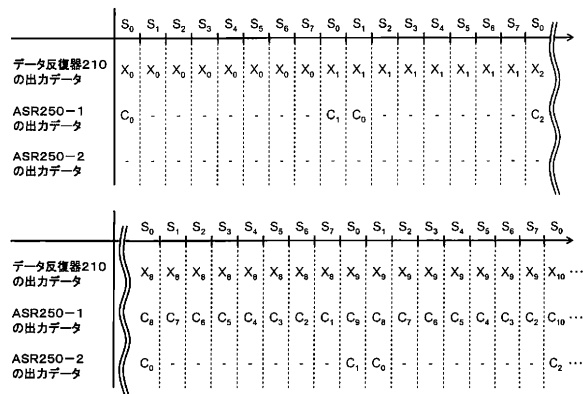 S₀ S₁ S₂ S₃ S₄ S₅ S₆ S₇ S₀ S₁ S₂ S₃ S₄ S₅ S₆ S₇ S₀
データ反復器210
の出力データ
X₀ X₀ X₀ X₀ X₀ X₀ X₀ X₀ X₁ X₁ X₁ X₁ X₁ X₁ X₁ X₁ X₂
ASR250-1
の出力データ
C₀ - - - - - - - C₁ C₀ - - - - - - C₂
ASR250-2
の出力データ
- - - - - - - - - - - - - - - - -
S₀ S₁ S₂ S₃ S₄ S₅ S₆ S₇ S₀ S₁ S₂ S₃ S₄ S₅ S₆ S₇ S₀
データ反復器210
の出力データ
X₈ X₈ X₈ X₈ X₈ X₈ X₈ X₈ X₉ X₉ X₉ X₉ X₉ X₉ X₉ X₉ X₁₀ …
ASR250-1
の出力データ
C₈ C₇ C₆ C₅ C₄ C₃ C₂ C₁ C₉ C₈ C₇ C₆ C₅ C₄ C₃ C₂ C₁₀ …
ASR250-2
の出力データ
C₀ - - - - - - - C₁ C₀ - - - - - - C₂ …